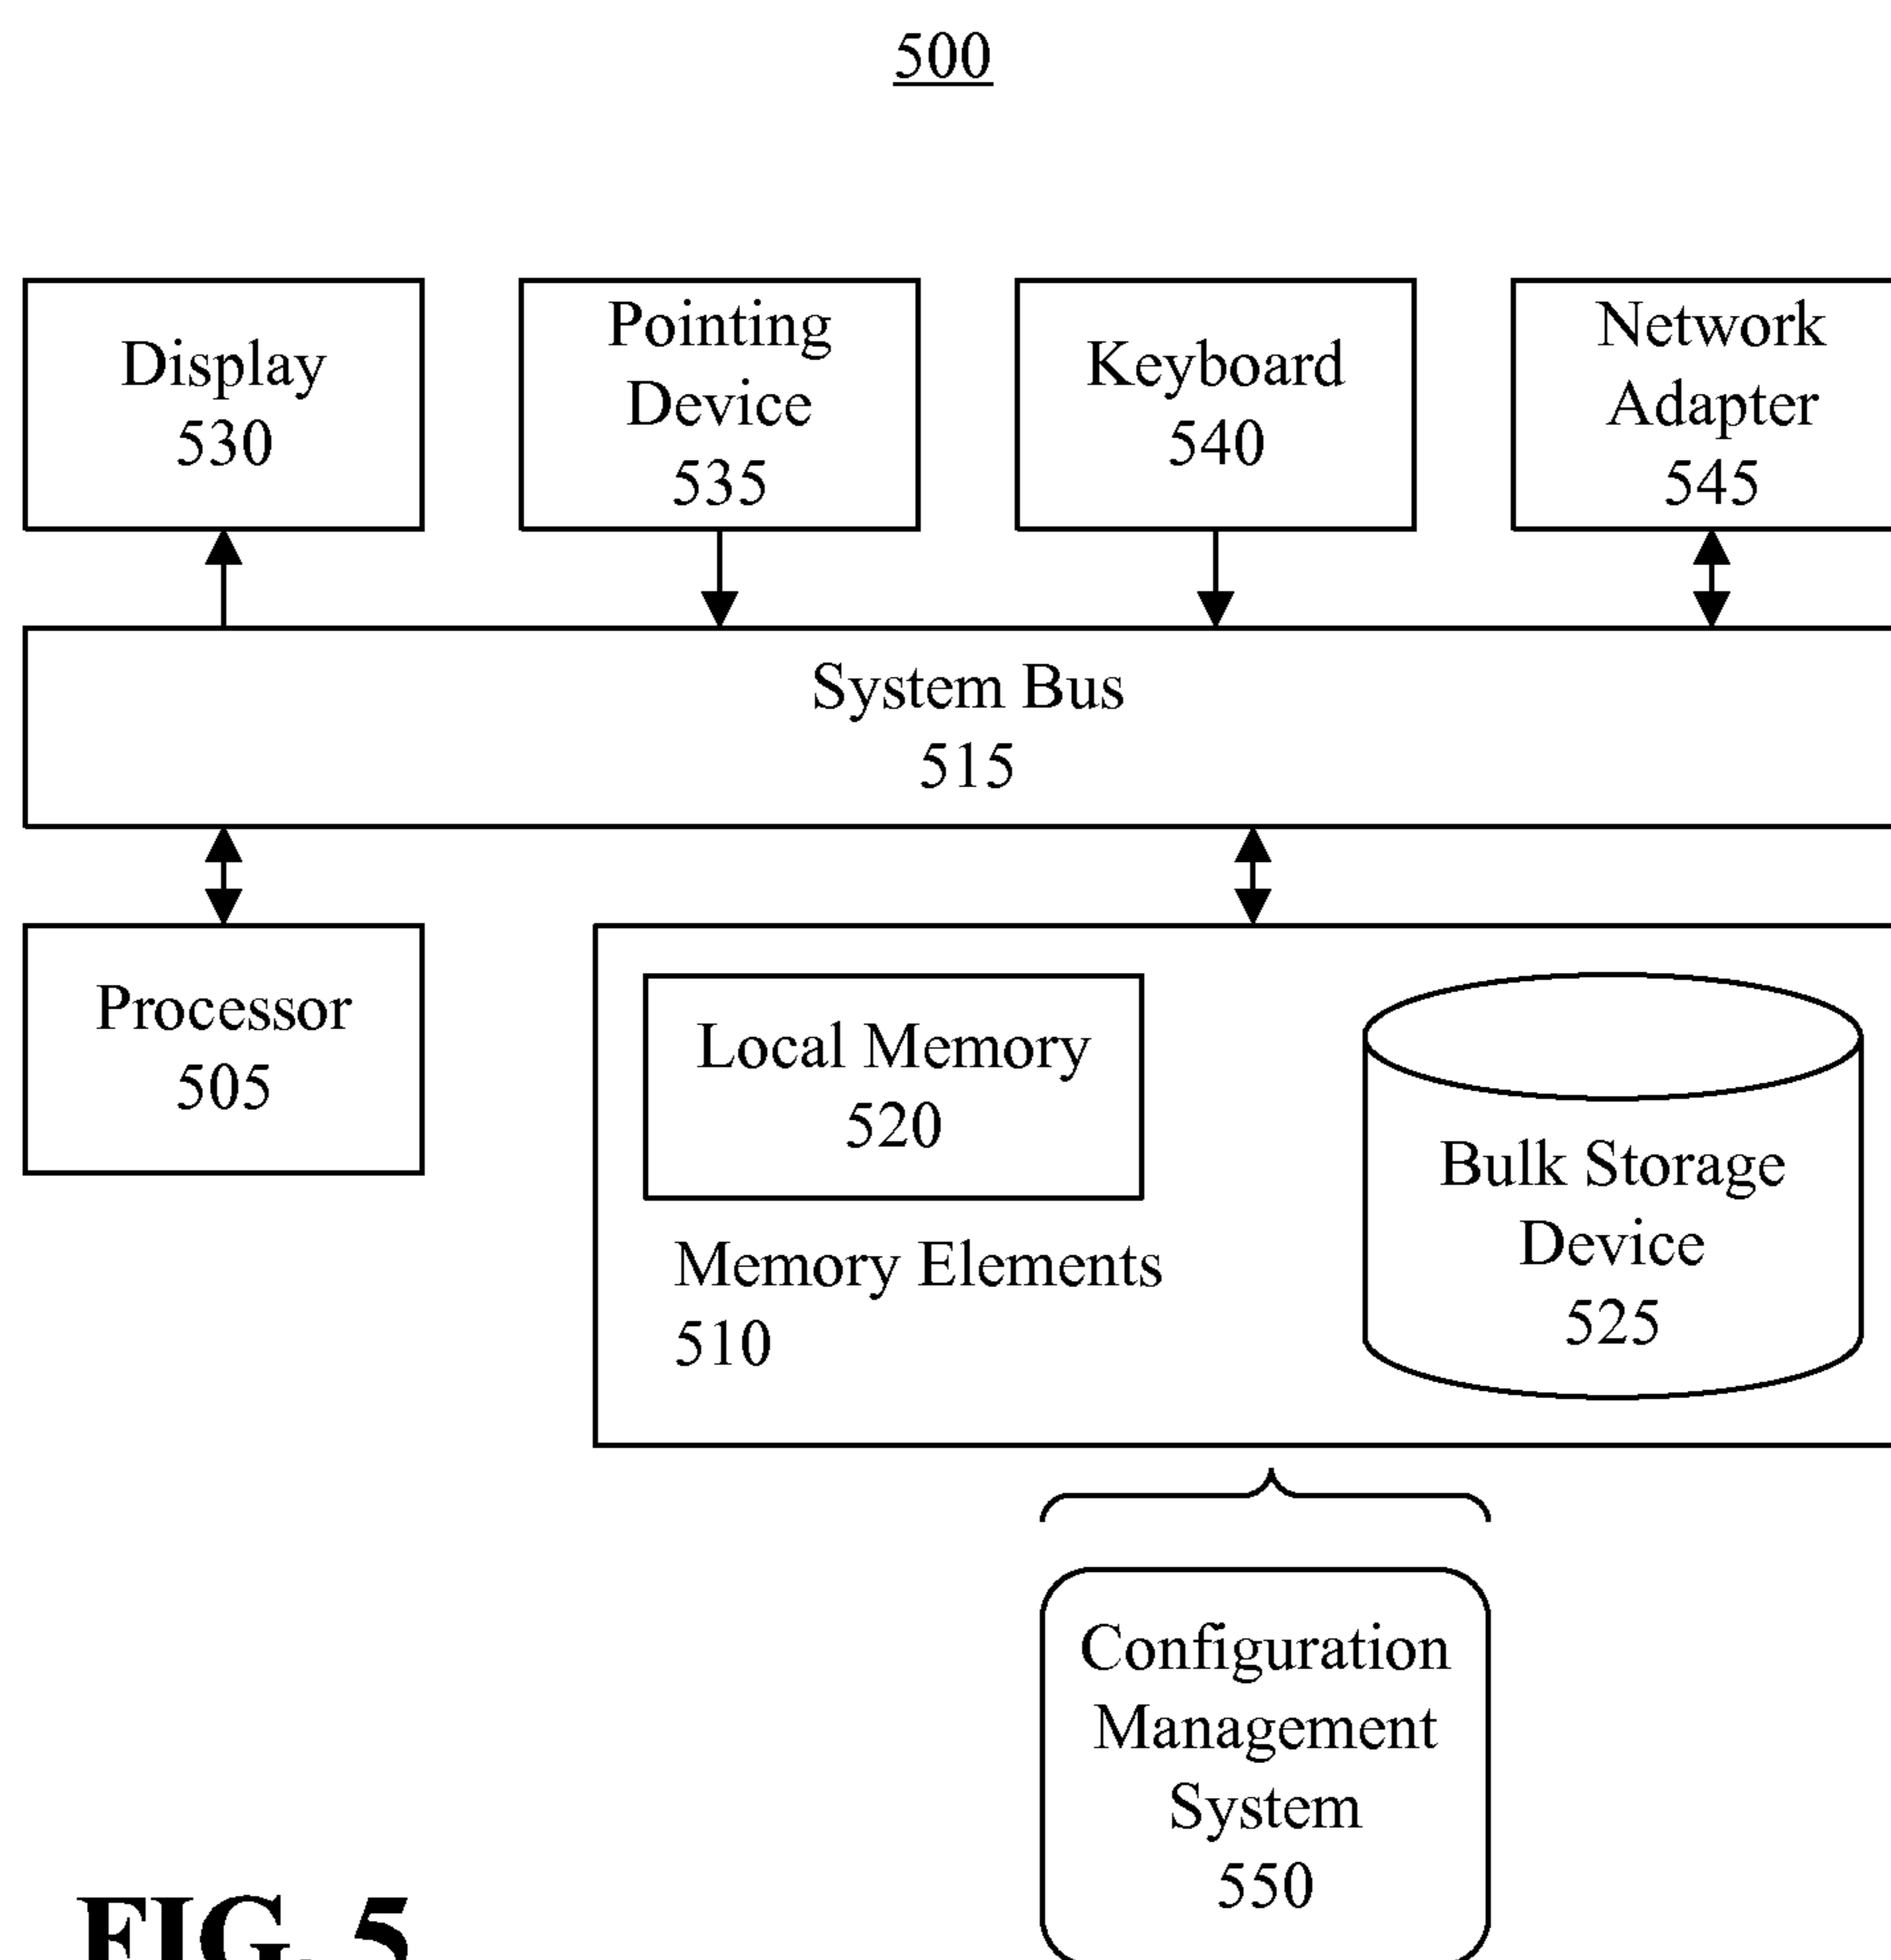 500
Display
530
Pointing
Device
535
Keyboard
540
Network
Adapter
545
System Bus
515
Processor
505
Local Memory
520
Memory Elements
510
Bulk Storage
Device
525
Configuration
Management
System
550
FIG. 5